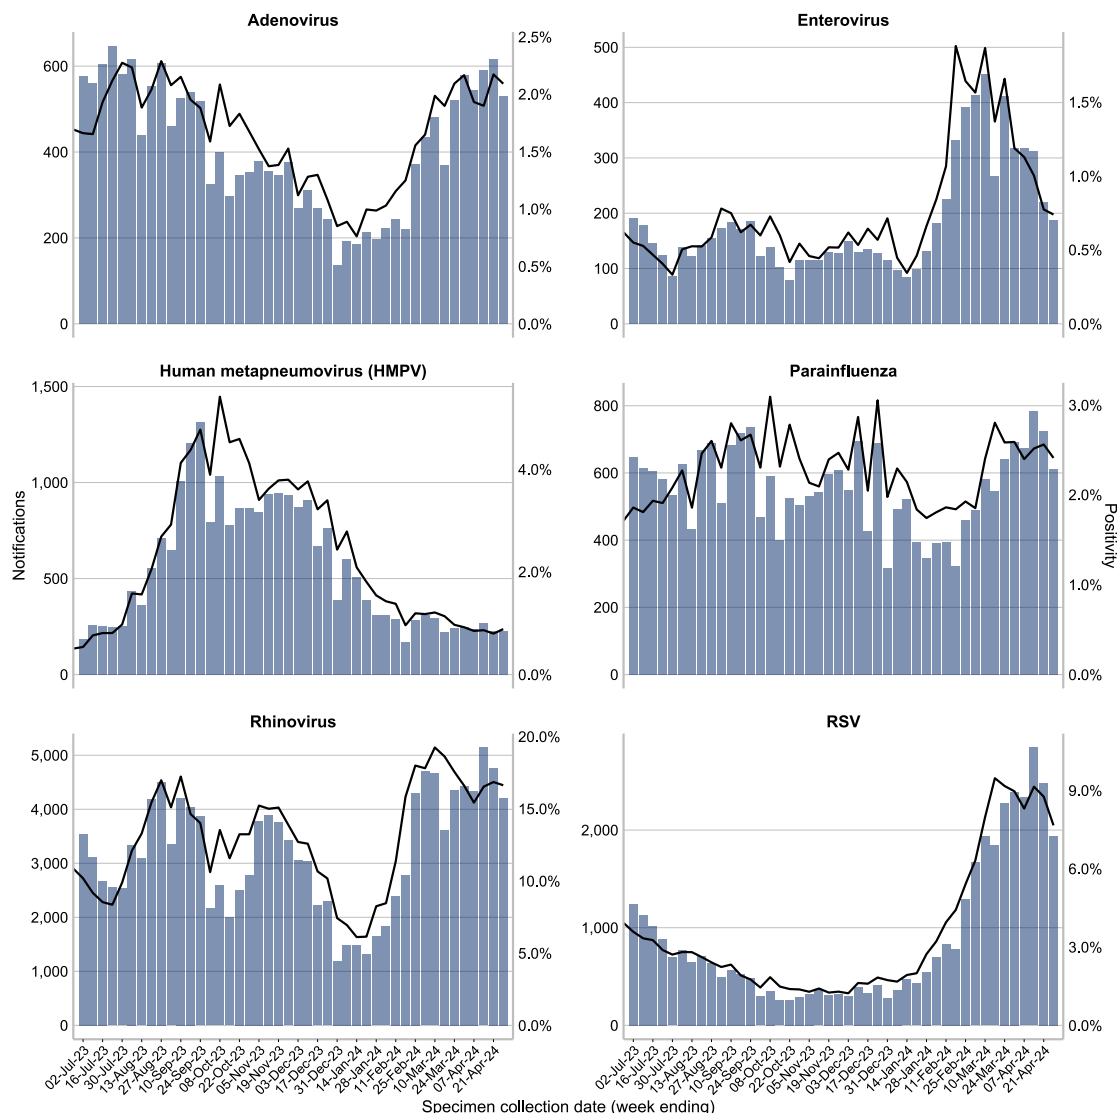 Adenovirus
Enterovirus
600
400
200
0
2.5%
2.0%
1.5%
1.0%
0.5%
0.0%
500
400
300
200
100
0
1.5%
1.0%
0.5%
0.0%
Human metapneumovirus (HMPV)
Parainfluenza
1,500
1,000
500
0
4.0%
2.0%
0.0%
800
600
400
200
0
3.0%
2.0%
1.0%
0.0%
Notifications
Positivity
Rhinovirus
RSV
5,000
4,000
3,000
2,000
1,000
0
20.0%
15.0%
10.0%
5.0%
0.0%
2,000
1,000
0
9.0%
6.0%
3.0%
0.0%
02-Jul-23
16-Jul-23
30-Jul-23
13-Aug-23
27-Aug-23
10-Sep-23
24-Sep-23
08-Oct-23
22-Oct-23
05-Nov-23
19-Nov-23
03-Dec-23
17-Dec-23
31-Dec-23
14-Jan-24
28-Jan-24
11-Feb-24
25-Feb-24
10-Mar-24
24-Mar-24
07-Apr-24
21-Apr-24
02-Jul-23
16-Jul-23
30-Jul-23
13-Aug-23
27-Aug-23
10-Sep-23
24-Sep-23
08-Oct-23
22-Oct-23
05-Nov-23
19-Nov-23
03-Dec-23
17-Dec-23
31-Dec-23
14-Jan-24
28-Jan-24
11-Feb-24
25-Feb-24
10-Mar-24
24-Mar-24
07-Apr-24
21-Apr-24
Specimen collection date (week ending)